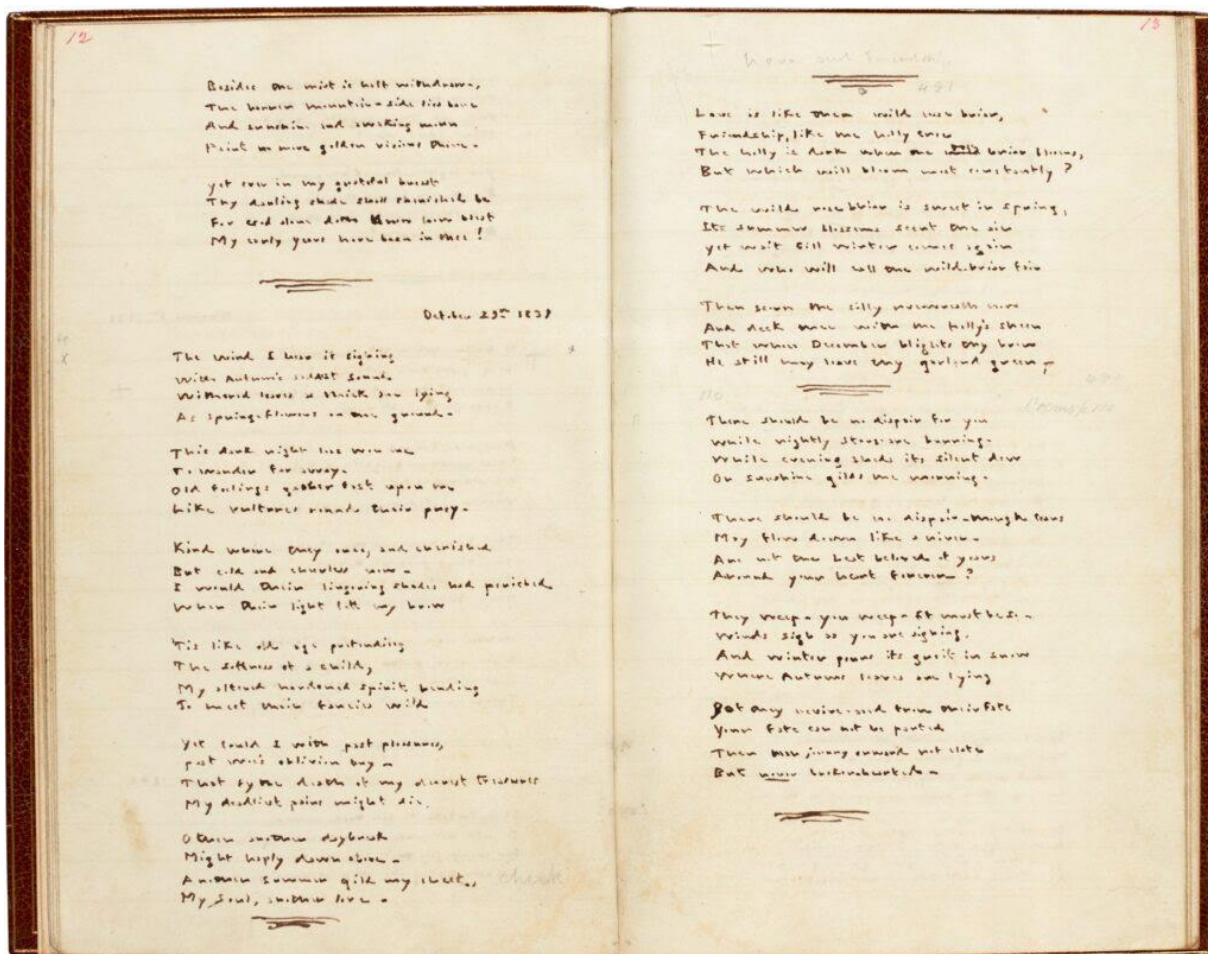 12
Besides the mist is half withdrawn,
The barren mountain-side lies bare
And sunshine and awaking morn
Paint no more golden visions there -
yet ever in my grateful breast
Thy darling shade shall cherished be
For God alone doth know how blest
My early years have been in thee!
October 29th 1839
The wind I hear it sighing
With Autumn's saddest sound -
Withered leaves as thick are lying
As spring-flowers on the ground -
This dark night has won me
To wander far away -
Old feelings gather fast upon me
Like vultures round their prey -
Kind were they once, and cherished
But cold and cheerless now -
I would their lingering shades had perished
When their light left my brow
'Tis like old age pretending
The softness of a child,
My altered hardened spirit bending
To meet their fancies wild
Yet could I with past pleasures,
past woe's oblivion buy -
That by the death of my dearest treasures
My deadliest pains might die.
O then another daybreak
Might haply dawn above -
Another summer gild my cheek,
check
My Soul, another love -
13
Love and Friendship
Love is like the wild rose briar,
Friendship, like the holly tree
The holly is dark when the rose briar blooms,
But which will bloom most constantly?
The wild rose briar is sweet in spring,
Its summer blossoms scent the air
yet wait till winter comes again
And who will call the wild-briar fair
Then scorn the silly rose-wreath now
And deck thee with the holly's sheen
That when December blights thy brow
He still may leave thy garland green -
There should be no despair for you
While nightly stars are burning -
While evening sheds its silent dew
Or sunshine gilds the morning -
There should be no despair - though tears
May flow down like a river -
Are not the best beloved of years
Around your heart forever?
They weep - you weep - It must be so -
Winds sigh as you are sighing,
And winter pours its grief in snow
Where Autumn leaves are lying
Yet they revive - and from their fate
Your fate can not be parted
Then journey onward not elate
But never brokenhearted -